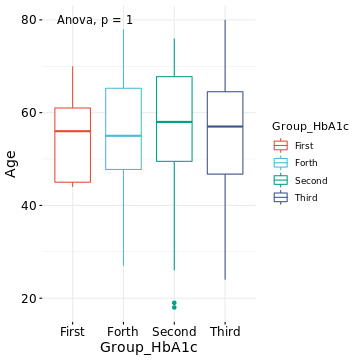 Anova, p = 1
80
60
40
20
Age
First
Forth
Second
Third
Group_HbA1c
Group_HbA1c
First
Forth
Second
Third